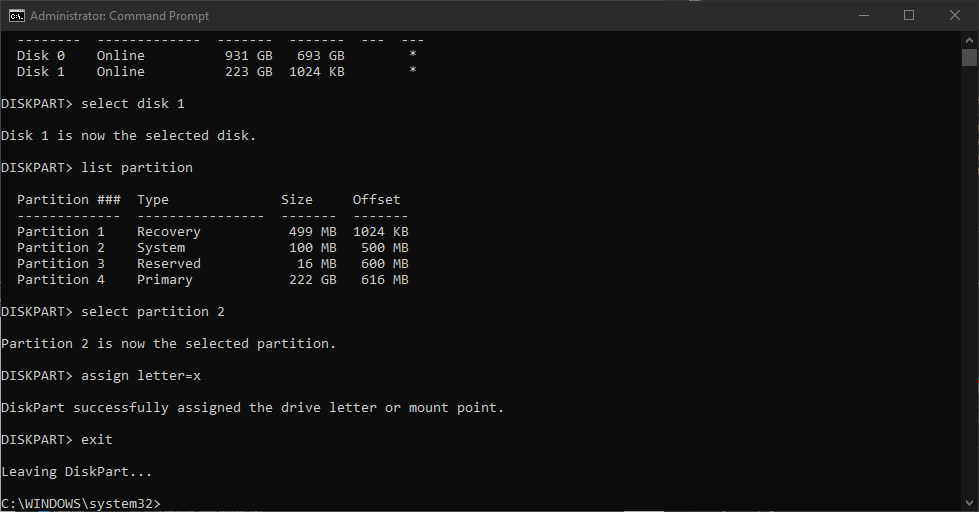 Administrator: Command Prompt
--------  -------------  -------  -------  ---  ---
Disk 0    Online          931 GB   693 GB        *
Disk 1    Online          223 GB  1024 KB        *
DISKPART> select disk 1
Disk 1 is now the selected disk.
DISKPART> list partition
Partition ###  Type              Size     Offset
-------------  ----------------  -------  -------
Partition 1    Recovery           499 MB  1024 KB
Partition 2    System             100 MB   500 MB
Partition 3    Reserved            16 MB   600 MB
Partition 4    Primary            222 GB   616 MB
DISKPART> select partition 2
Partition 2 is now the selected partition.
DISKPART> assign letter=x
DiskPart successfully assigned the drive letter or mount point.
DISKPART> exit
Leaving DiskPart...
C:\WINDOWS\system32>